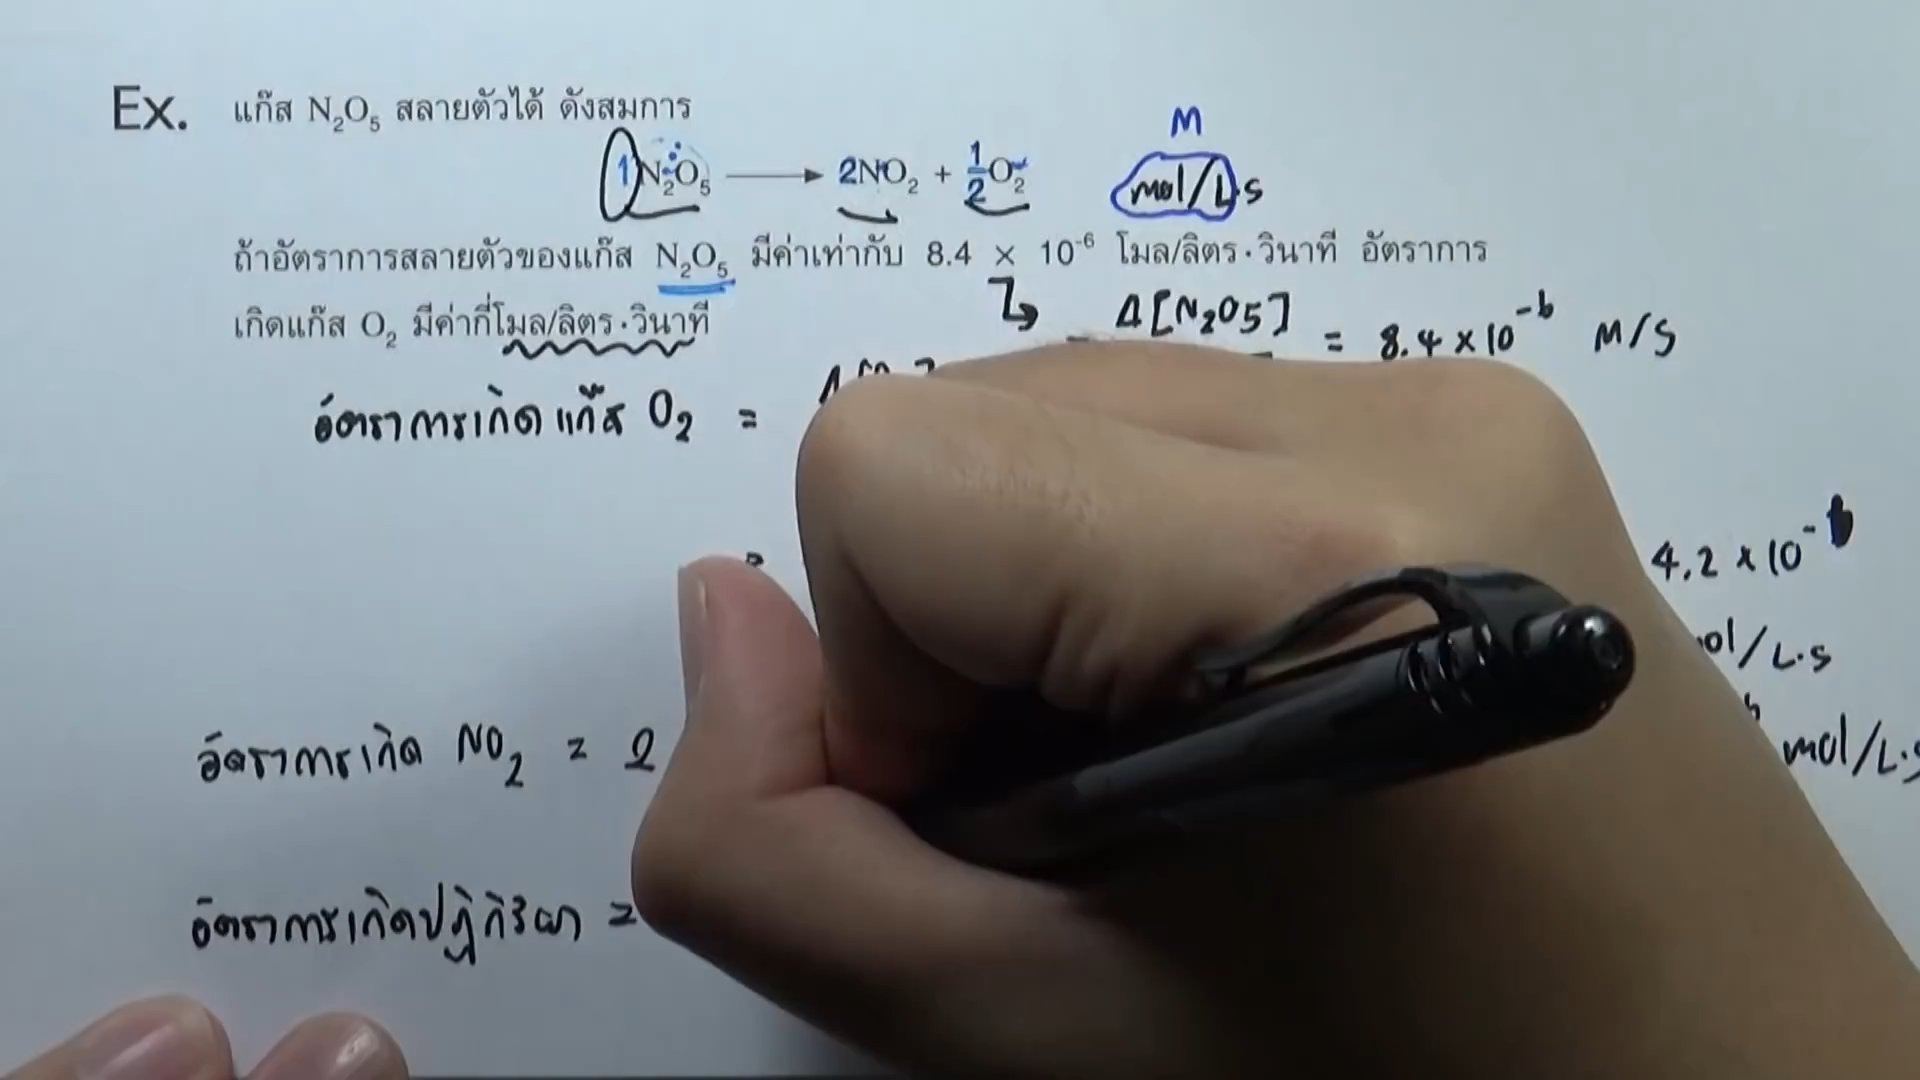 Ex. แก๊ส N₂O₅ สลายตัวได้ ดังสมการ
M
1N₂O₅ → 2NO₂ + 1/2O₂ mol/L·s
ถ้าอัตราการสลายตัวของแก๊ส N₂O₅ มีค่าเท่ากับ 8.4 × 10⁻⁶ โมล/ลิตร·วินาที อัตราการ
เกิดแก๊ส O₂ มีค่ากี่โมล/ลิตร·วินาที
Δ[N₂O5] = 8.4 × 10⁻⁶ M/S
อัตราการเกิดแก๊ส O₂ =
4.2 × 10⁻⁶
ol/L·s
อัตราการเกิด NO₂ = 2
mol/L·s
อัตราการเกิดปฏิกิริยา =